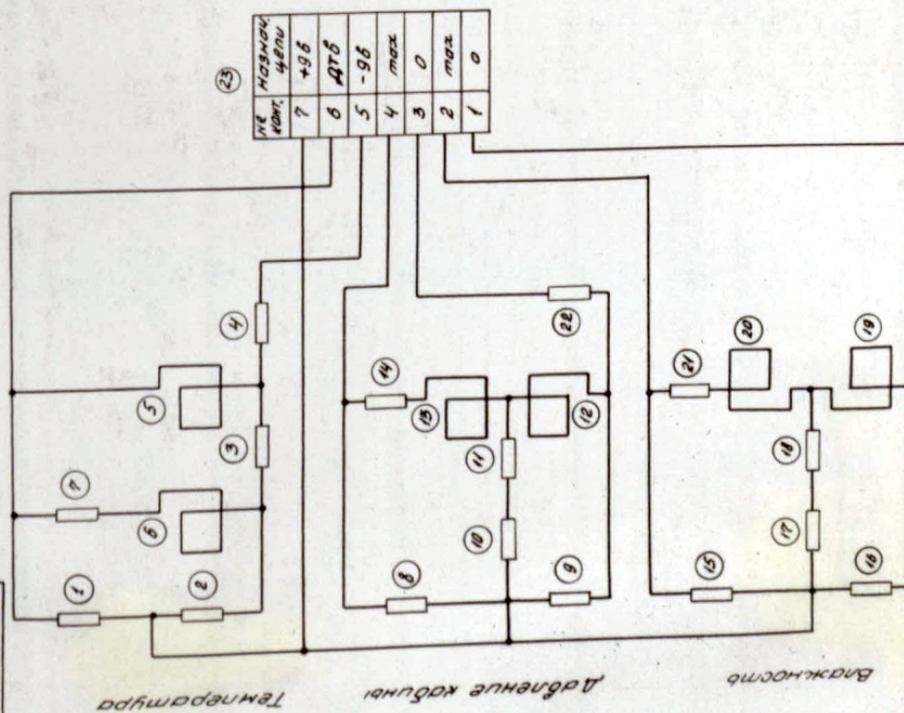 23
№ конт. Назнач. цепи
7 +9в
6 ДТВ
5 -9в
4 max
3 0
2 max
1 0
Температура
1
2
3
4
5
6
7
Давление кабины
8
9
10
11
12
13
14
22
Влажность
15
16
17
18
19
20
21